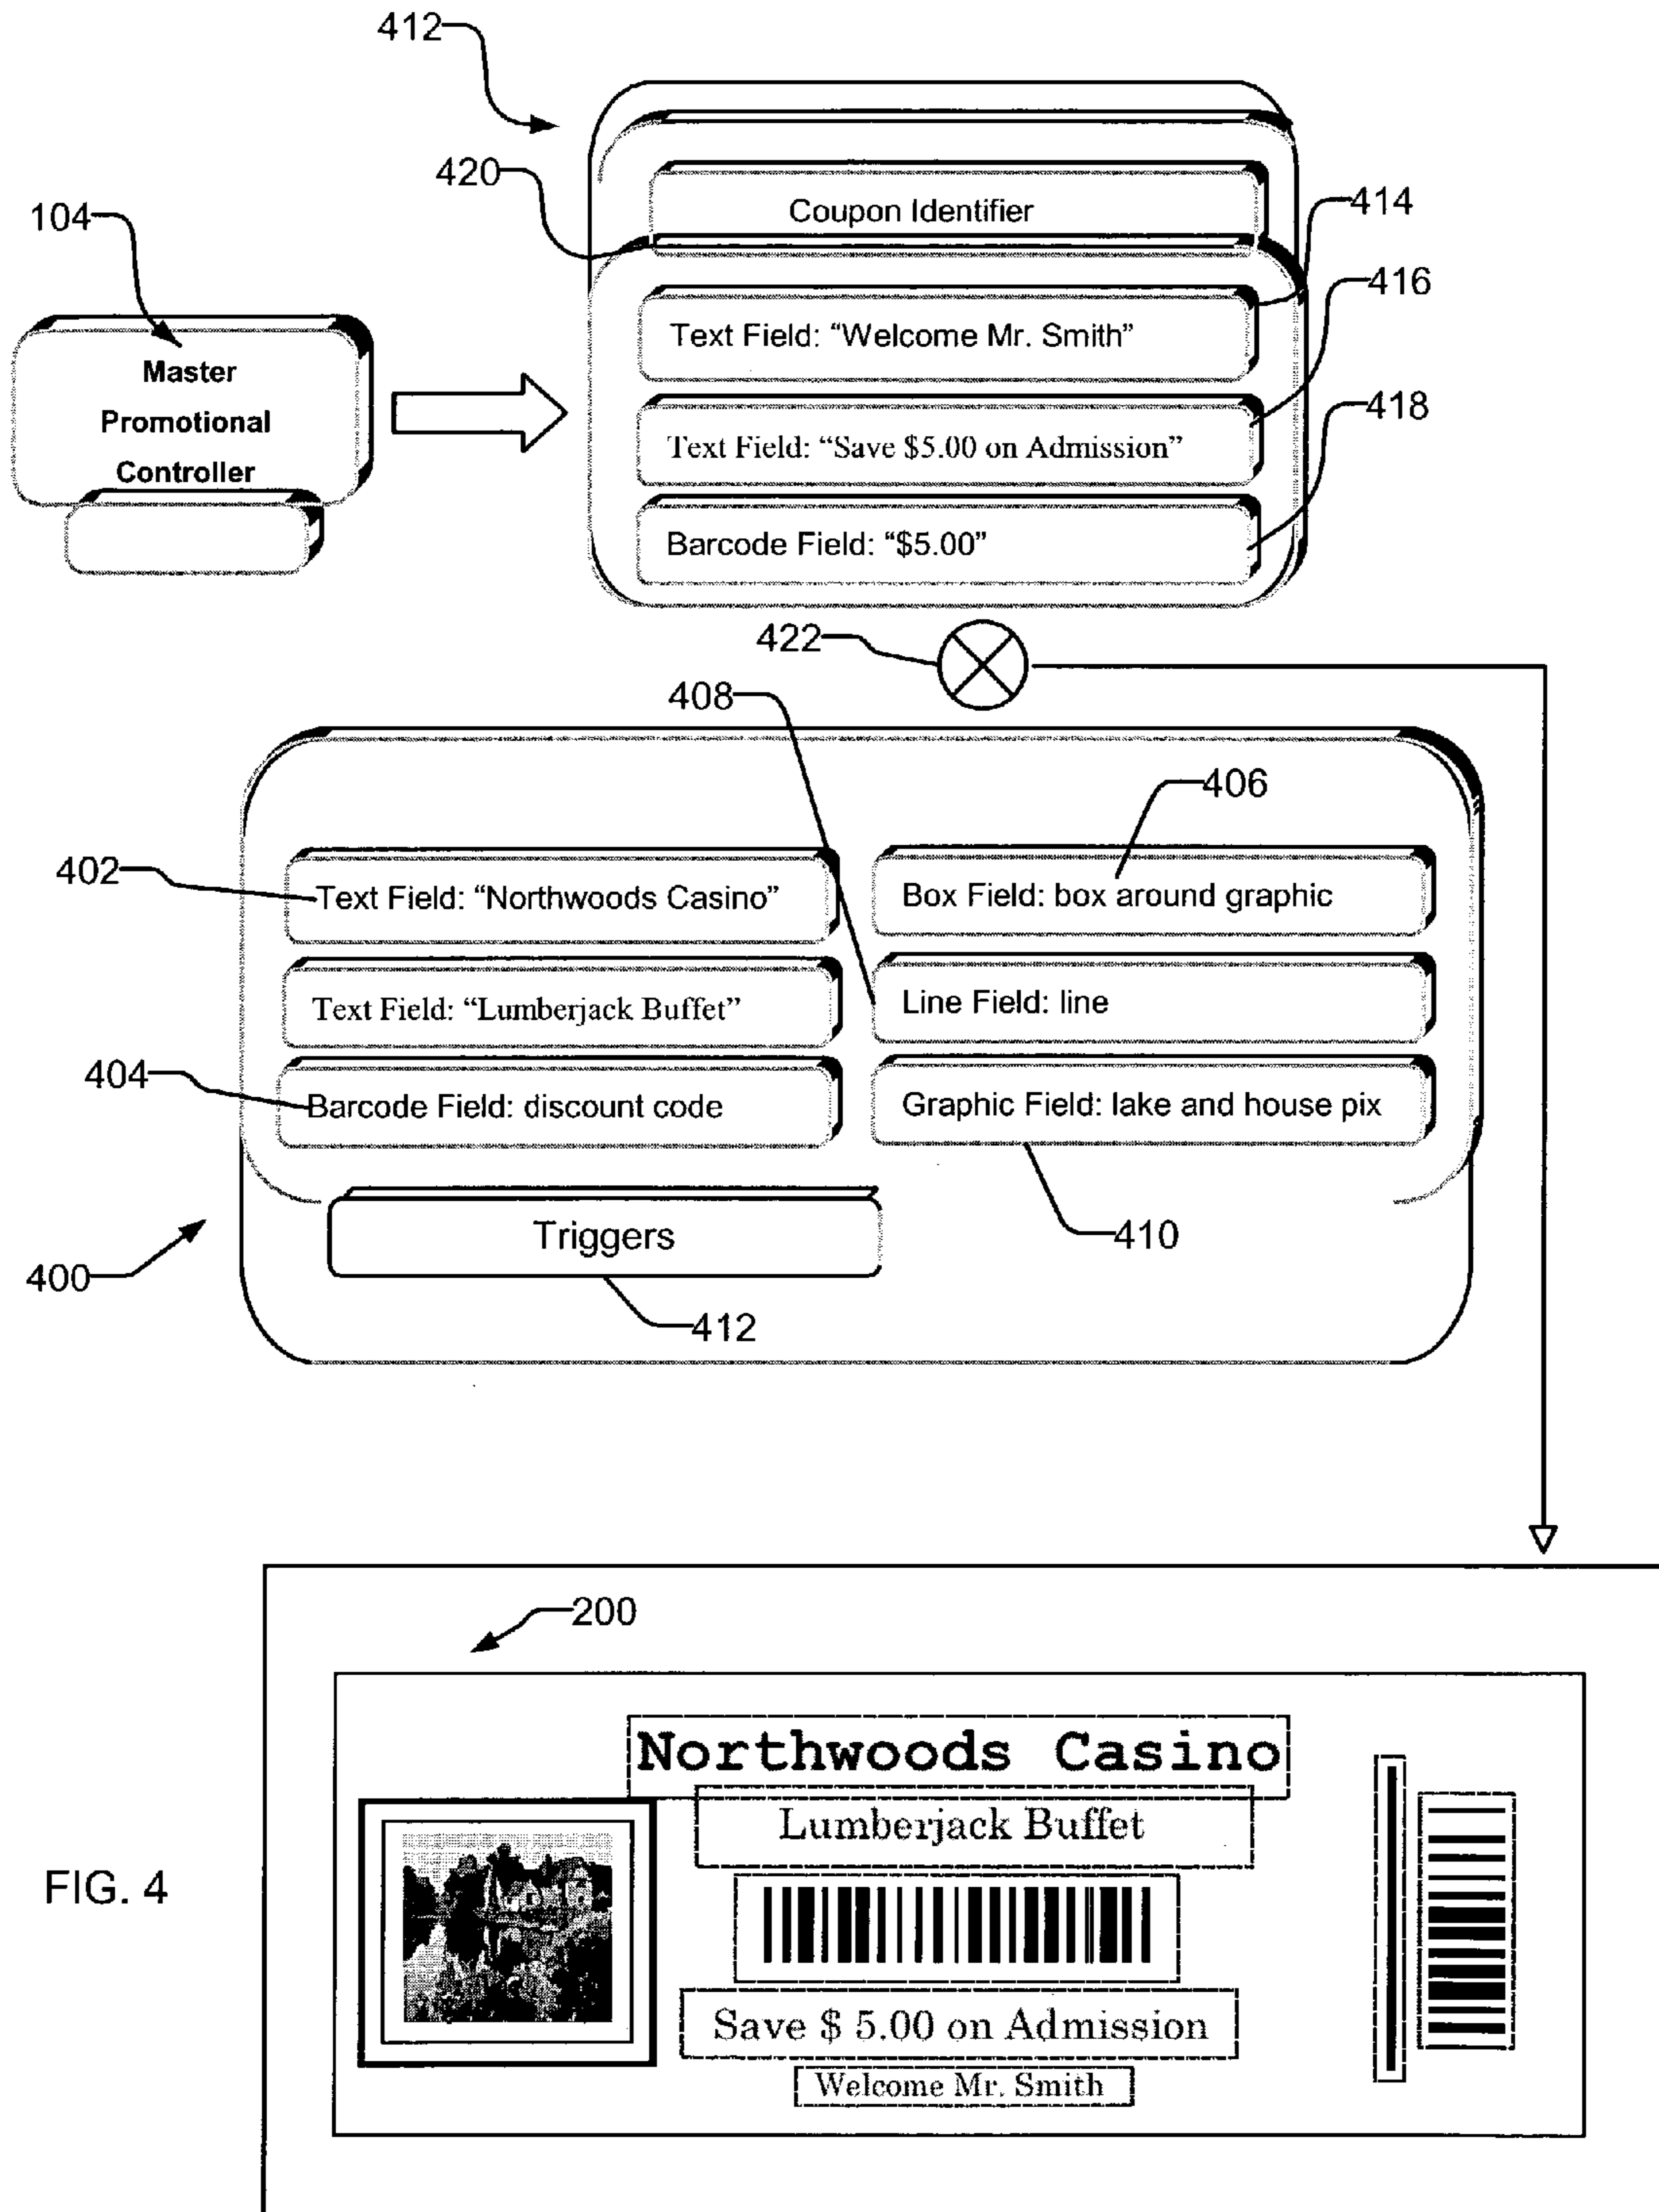 412
420
Coupon Identifier
414
104
416
Text Field: “Welcome Mr. Smith”
Master
Promotional
Controller
418
Text Field: “Save $5.00 on Admission”
Barcode Field: “$5.00”
422
408
406
402
Text Field: “Northwoods Casino”
Box Field: box around graphic
Text Field: “Lumberjack Buffet”
Line Field: line
404
Barcode Field: discount code
Graphic Field: lake and house pix
Triggers
410
400
412
200
Northwoods Casino
Lumberjack Buffet
FIG. 4
Save $ 5.00 on Admission
Welcome Mr. Smith